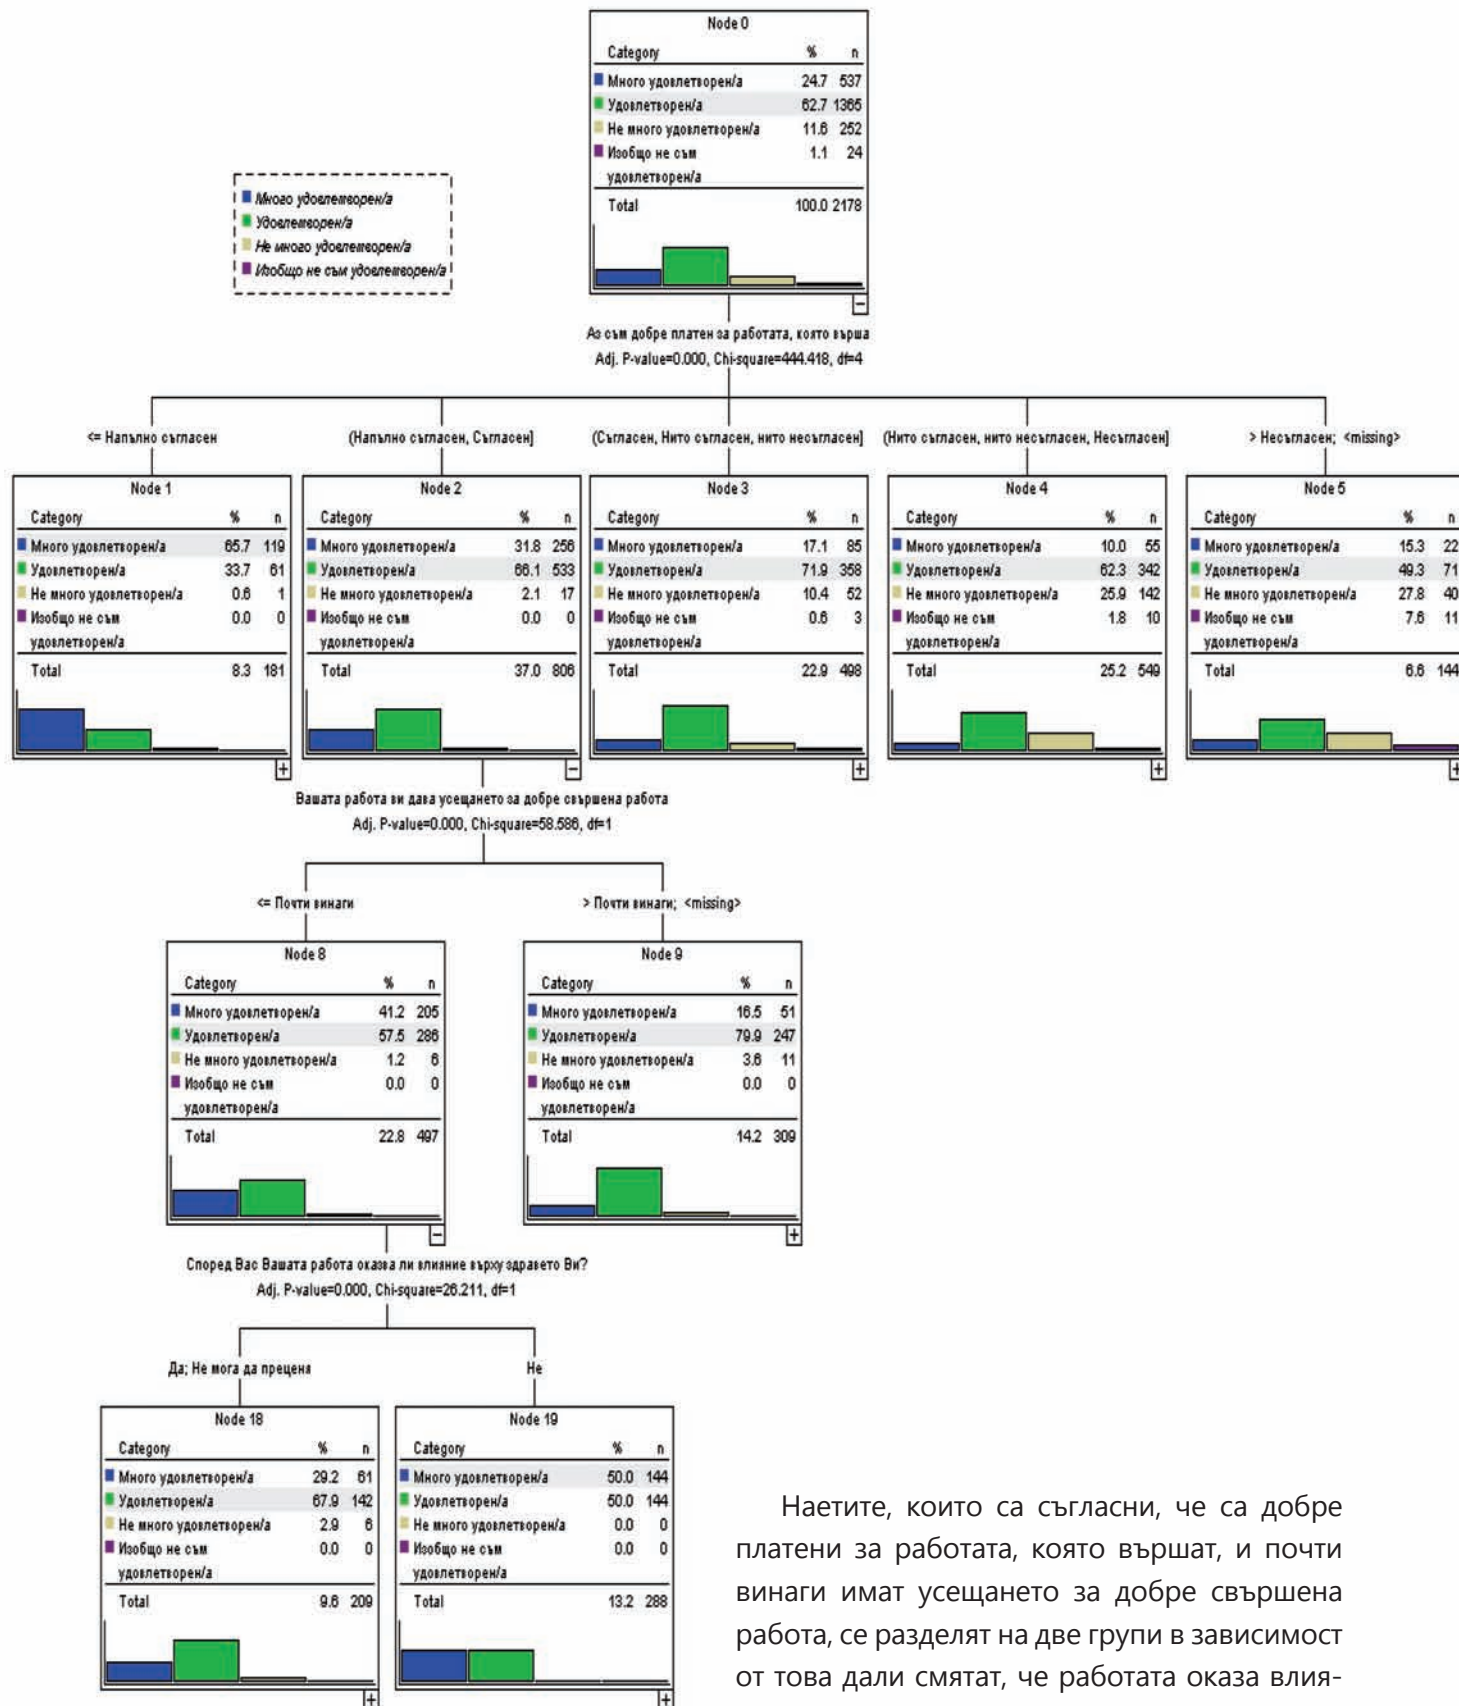 Node 0
Category % n
Много удовлетворен/а 24.7 537
Удовлетворен/а 62.7 1365
Не много удовлетворен/а 11.6 252
Изобщо не съм 1.1 24
удовлетворен/а
Total 100.0 2178
Много удовлетворен/а
Удовлетворен/а
Не много удовлетворен/а
Изобщо не съм удовлетворен/а
Аз съм добре платен за работата, която върша
Adj. P-value=0.000, Chi-square=444.418, df=4
<= Напълно съгласен
(Напълно съгласен, Съгласен]
(Съгласен, Нито съгласен, нито несъгласен]
(Нито съгласен, нито несъгласен, Несъгласен]
> Несъгласен; <missing>
Node 1
Category % n
Много удовлетворен/а 65.7 119
Удовлетворен/а 33.7 61
Не много удовлетворен/а 0.6 1
Изобщо не съм 0.0 0
удовлетворен/а
Total 8.3 181
Node 2
Category % n
Много удовлетворен/а 31.8 256
Удовлетворен/а 66.1 533
Не много удовлетворен/а 2.1 17
Изобщо не съм 0.0 0
удовлетворен/а
Total 37.0 806
Node 3
Category % n
Много удовлетворен/а 17.1 85
Удовлетворен/а 71.9 358
Не много удовлетворен/а 10.4 52
Изобщо не съм 0.6 3
удовлетворен/а
Total 22.9 498
Node 4
Category % n
Много удовлетворен/а 10.0 55
Удовлетворен/а 62.3 342
Не много удовлетворен/а 25.9 142
Изобщо не съм 1.8 10
удовлетворен/а
Total 25.2 549
Node 5
Category % n
Много удовлетворен/а 15.3 22
Удовлетворен/а 49.3 71
Не много удовлетворен/а 27.8 40
Изобщо не съм 7.6 11
удовлетворен/а
Total 6.6 144
Вашата работа ви дава усещането за добре свършена работа
Adj. P-value=0.000, Chi-square=58.586, df=1
<= Почти винаги
> Почти винаги; <missing>
Node 8
Category % n
Много удовлетворен/а 41.2 205
Удовлетворен/а 57.5 286
Не много удовлетворен/а 1.2 6
Изобщо не съм 0.0 0
удовлетворен/а
Total 22.8 497
Node 9
Category % n
Много удовлетворен/а 16.5 51
Удовлетворен/а 79.9 247
Не много удовлетворен/а 3.6 11
Изобщо не съм 0.0 0
удовлетворен/а
Total 14.2 309
Според Вас Вашата работа оказва ли влияние върху здравето Ви?
Adj. P-value=0.000, Chi-square=26.211, df=1
Да; Не мога да преценя
Не
Node 18
Category % n
Много удовлетворен/а 29.2 61
Удовлетворен/а 67.9 142
Не много удовлетворен/а 2.9 6
Изобщо не съм 0.0 0
удовлетворен/а
Total 9.6 209
Node 19
Category % n
Много удовлетворен/а 50.0 144
Удовлетворен/а 50.0 144
Не много удовлетворен/а 0.0 0
Изобщо не съм 0.0 0
удовлетворен/а
Total 13.2 288
Наетите, които са съгласни, че са добре
платени за работата, която вършат, и почти
винаги имат усещането за добре свършена
работа, се разделят на две групи в зависимост
от това дали смятат, че работата оказа влия-